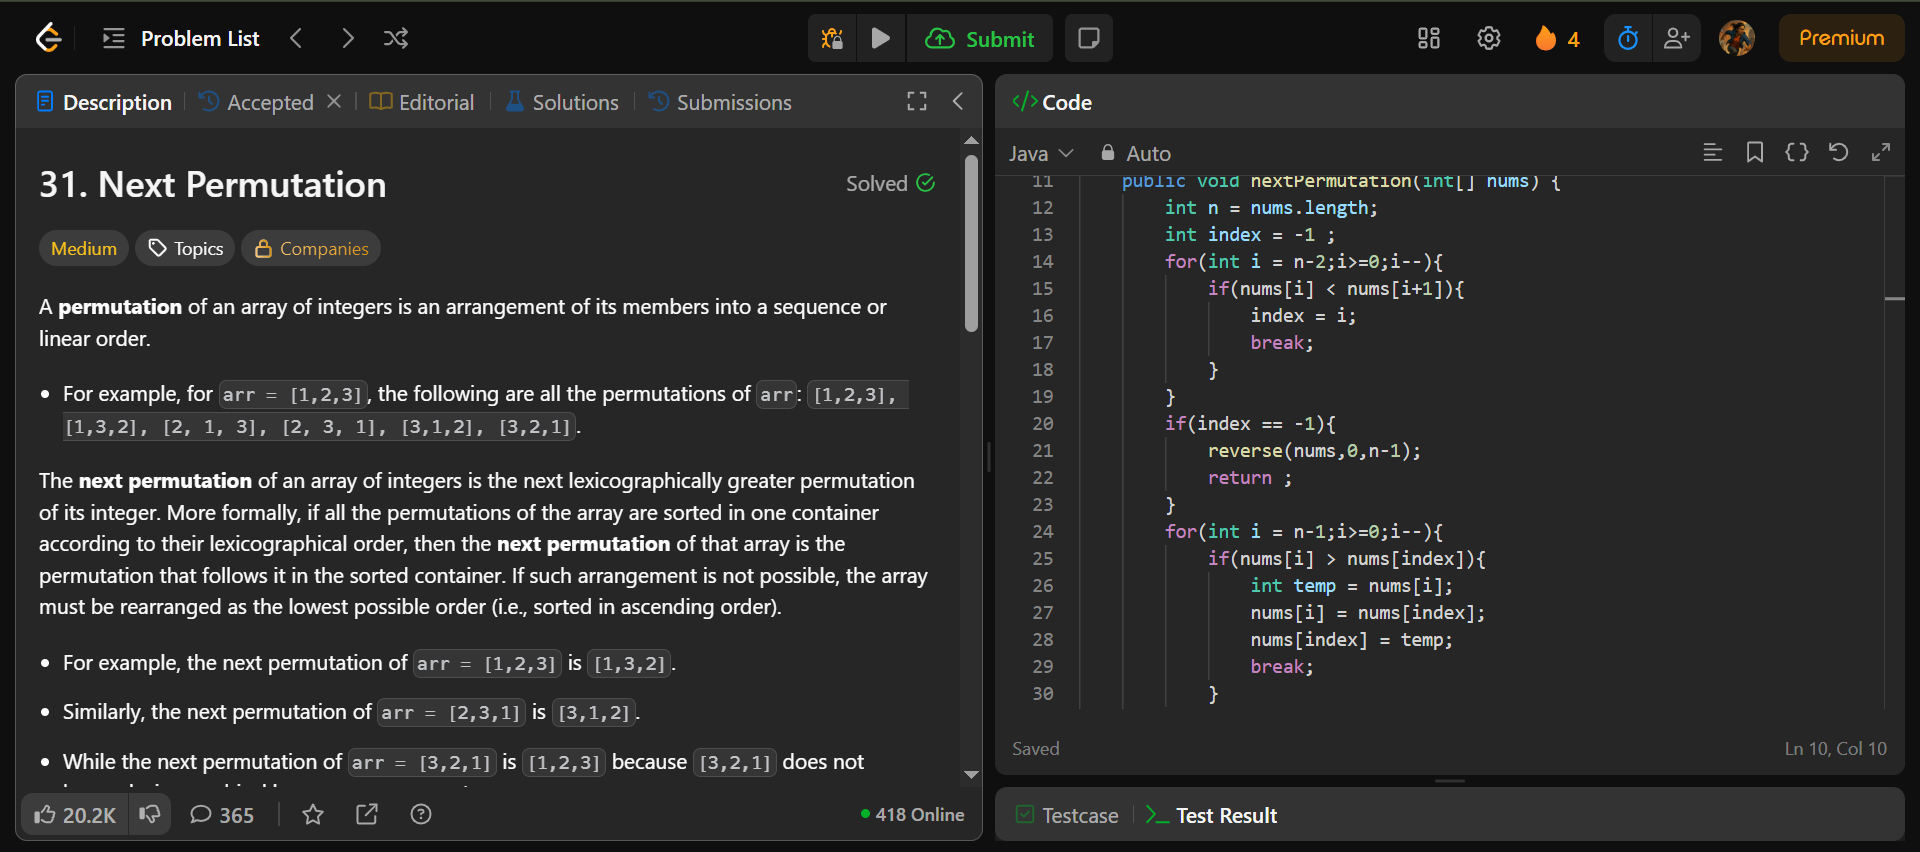 Problem List
Submit
4
Premium
Description
Accepted
Editorial
Solutions
Submissions
31. Next Permutation
Solved
Medium
Topics
Companies
A permutation of an array of integers is an arrangement of its members into a sequence or
linear order.
• For example, for arr = [1,2,3], the following are all the permutations of arr: [1,2,3],
[1,3,2], [2, 1, 3], [2, 3, 1], [3,1,2], [3,2,1].
The next permutation of an array of integers is the next lexicographically greater permutation
of its integer. More formally, if all the permutations of the array are sorted in one container
according to their lexicographical order, then the next permutation of that array is the
permutation that follows it in the sorted container. If such arrangement is not possible, the array
must be rearranged as the lowest possible order (i.e., sorted in ascending order).
• For example, the next permutation of arr = [1,2,3] is [1,3,2].
• Similarly, the next permutation of arr = [2,3,1] is [3,1,2].
• While the next permutation of arr = [3,2,1] is [1,2,3] because [3,2,1] does not
20.2K
365
418 Online
</> Code
Java
Auto
11 public void nextPermutation(int[] nums) {
12 int n = nums.length;
13 int index = -1 ;
14 for(int i = n-2;i>=0;i--){
15 if(nums[i] < nums[i+1]){
16 index = i;
17 break;
18 }
19 }
20 if(index == -1){
21 reverse(nums,0,n-1);
22 return ;
23 }
24 for(int i = n-1;i>=0;i--){
25 if(nums[i] > nums[index]){
26 int temp = nums[i];
27 nums[i] = nums[index];
28 nums[index] = temp;
29 break;
30 }
Saved
Ln 10, Col 10
Testcase
Test Result